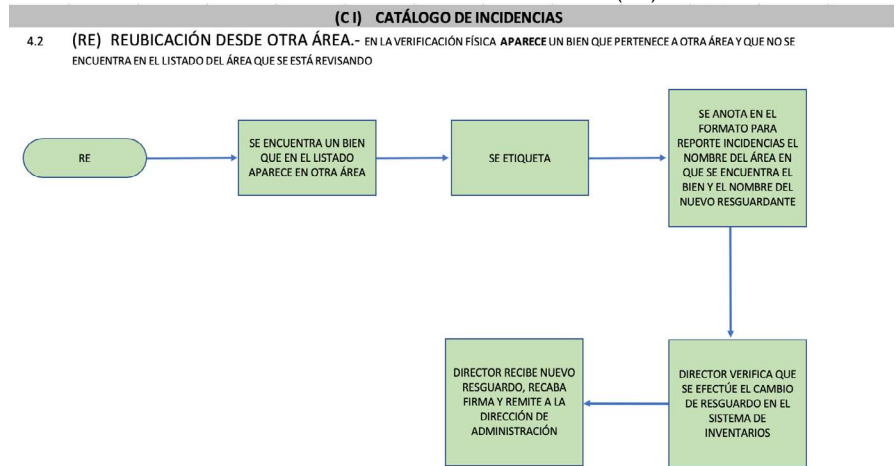 (C I) CATÁLOGO DE INCIDENCIAS
4.2 (RE) REUBICACIÓN DESDE OTRA ÁREA.- EN LA VERIFICACIÓN FÍSICA APARECE UN BIEN QUE PERTENECE A OTRA ÁREA Y QUE NO SE
ENCUENTRA EN EL LISTADO DEL ÁREA QUE SE ESTÁ REVISANDO
RE
SE ENCUENTRA UN BIEN
QUE EN EL LISTADO
APARECE EN OTRA ÁREA
SE ETIQUETA
SE ANOTA EN EL
FORMATO PARA
REPORTE INCIDENCIAS EL
NOMBRE DEL ÁREA EN
QUE SE ENCUENTRA EL
BIEN Y EL NOMBRE DEL
NUEVO RESGUARDANTE
DIRECTOR VERIFICA QUE
SE EFECTÚE EL CAMBIO
DE RESGUARDO EN EL
SISTEMA DE
INVENTARIOS
DIRECTOR RECIBE NUEVO
RESGUARDO, RECABA
FIRMA Y REMITE A LA
DIRECCIÓN DE
ADMINISTRACIÓN